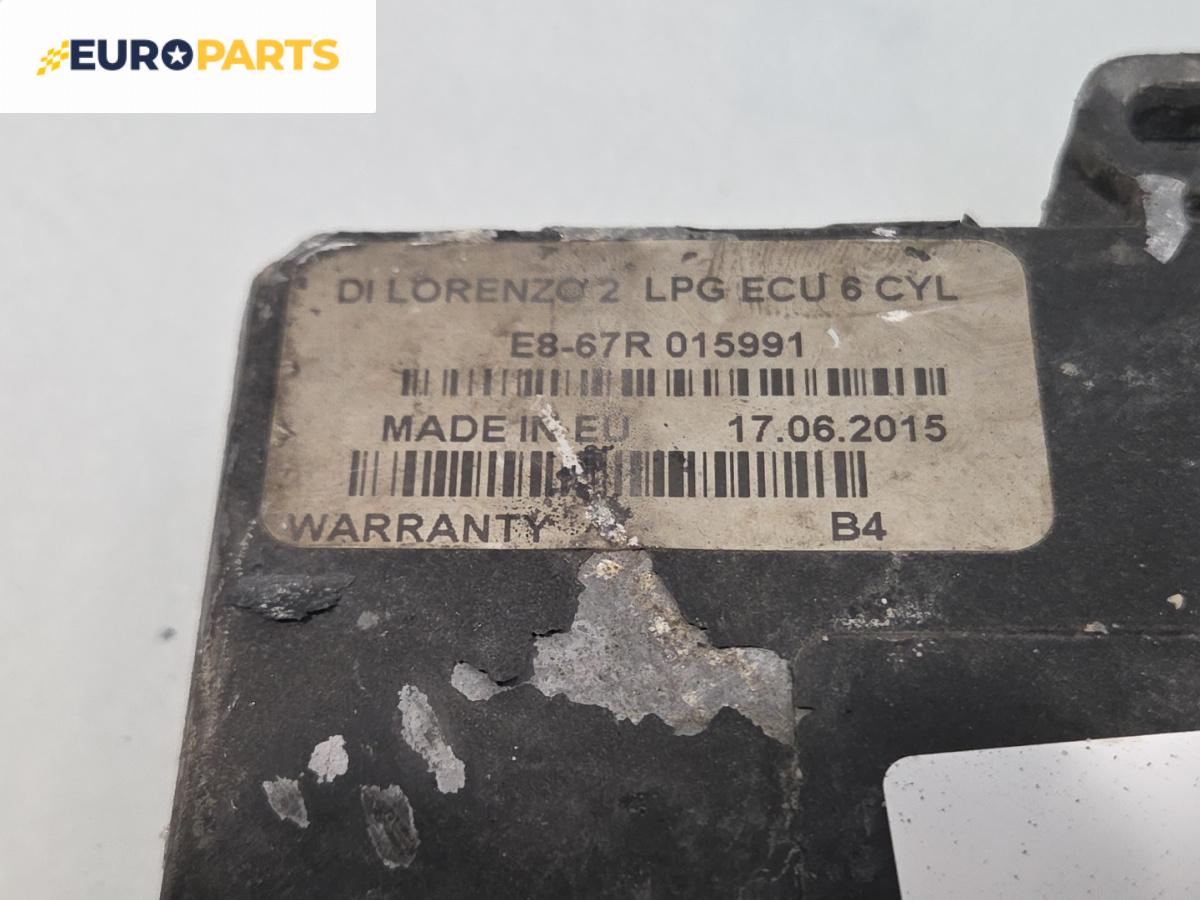 EUROPARTS
DI LORENZO 2 LPG ECU 6 CYL
E8-67R 015991
MADE IN EU 17.06.2015
WARRANTY B4